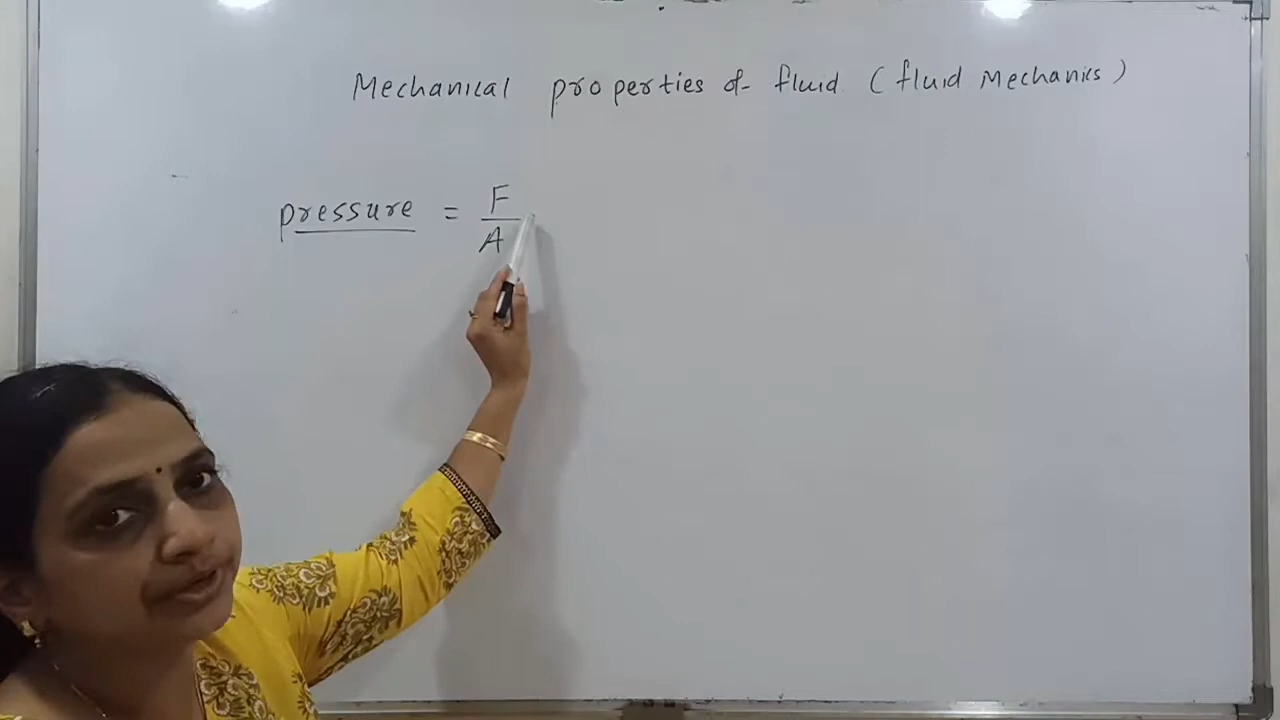 Mechanical properties of fluid (fluid Mechanics)
pressure = F/A